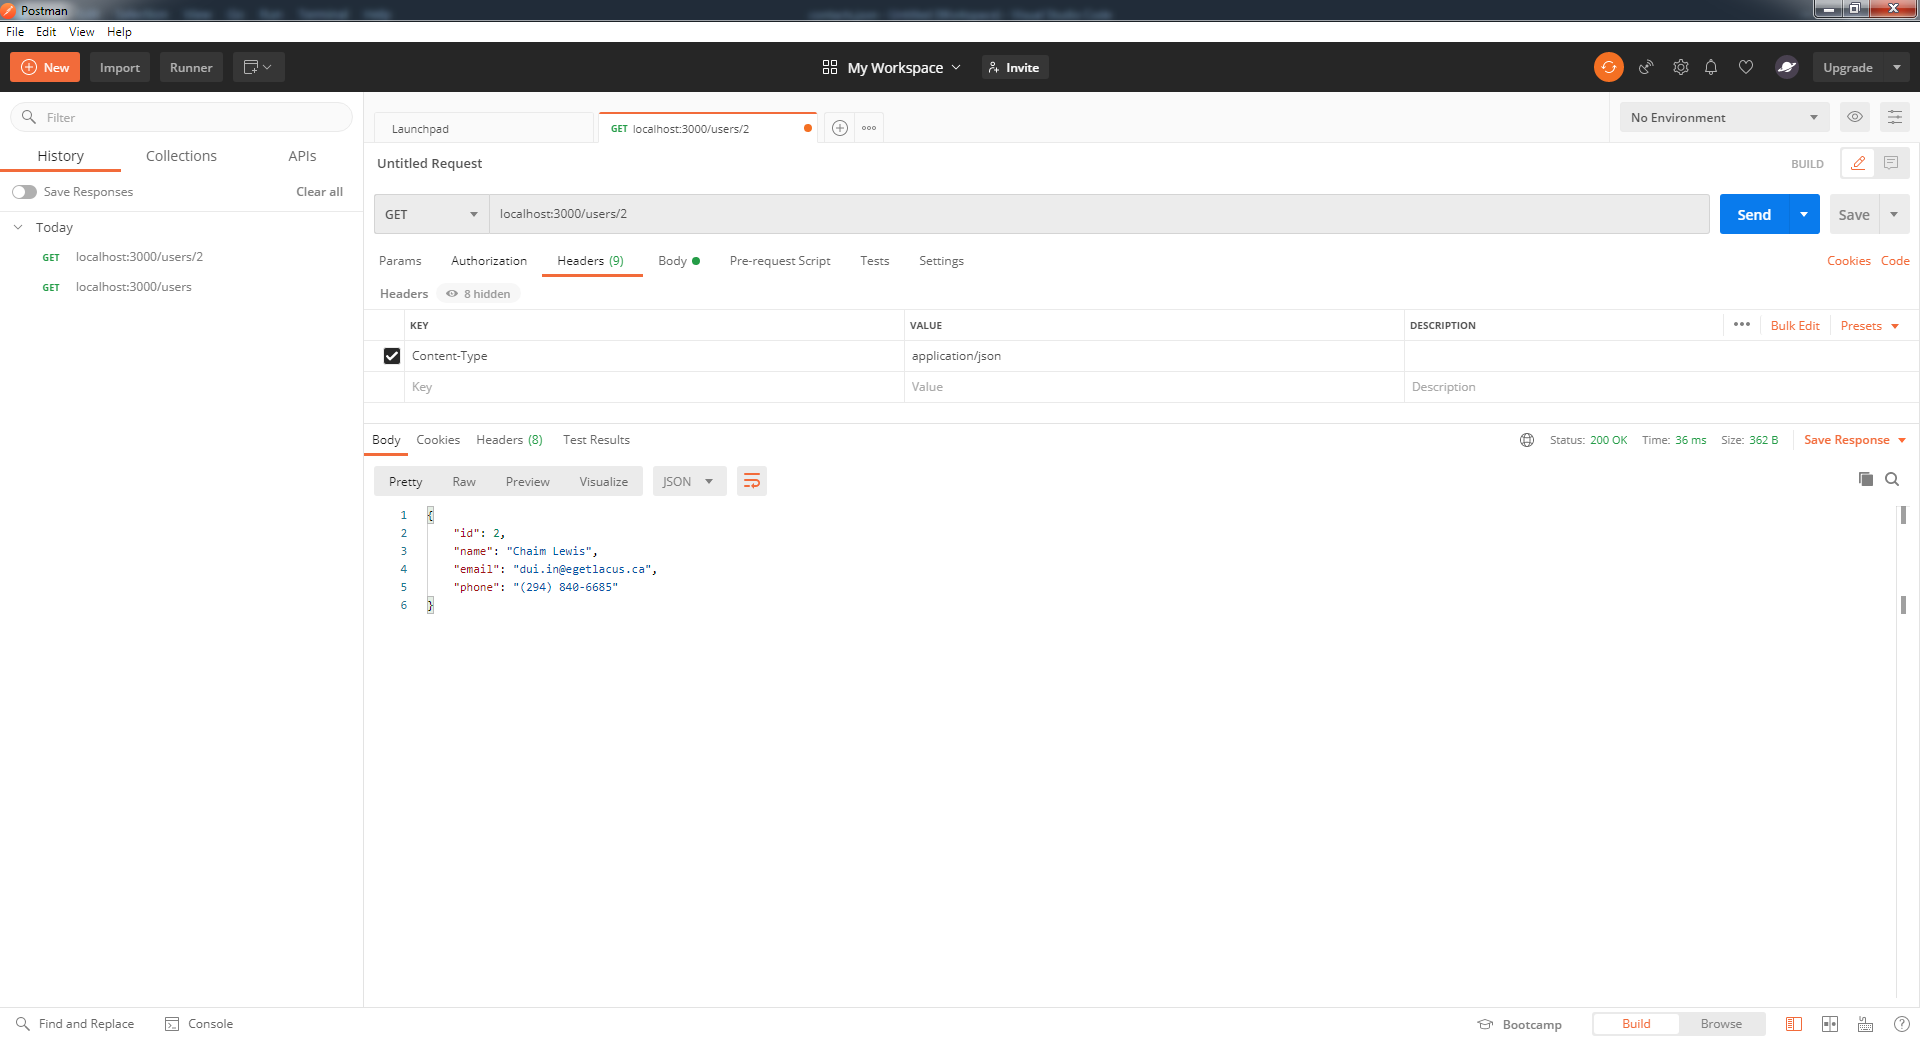 Postman
File Edit View Help
New Import Runner My Workspace Invite Upgrade
Filter
History Collections APIs
Save Responses Clear all
Today
GET localhost:3000/users/2
GET localhost:3000/users
Launchpad GET localhost:3000/users/2 No Environment
Untitled Request BUILD
GET localhost:3000/users/2 Send Save
Params Authorization Headers (9) Body Pre-request Script Tests Settings Cookies Code
Headers 8 hidden
KEY VALUE DESCRIPTION Bulk Edit Presets
Content-Type application/json
Key Value Description
Body Cookies Headers (8) Test Results Status: 200 OK Time: 36 ms Size: 362 B Save Response
Pretty Raw Preview Visualize JSON
1 {
2 "id": 2,
3 "name": "Chaim Lewis",
4 "email": "dui.in@egetlacus.ca",
5 "phone": "(294) 840-6685"
6 }
Find and Replace Console Bootcamp Build Browse